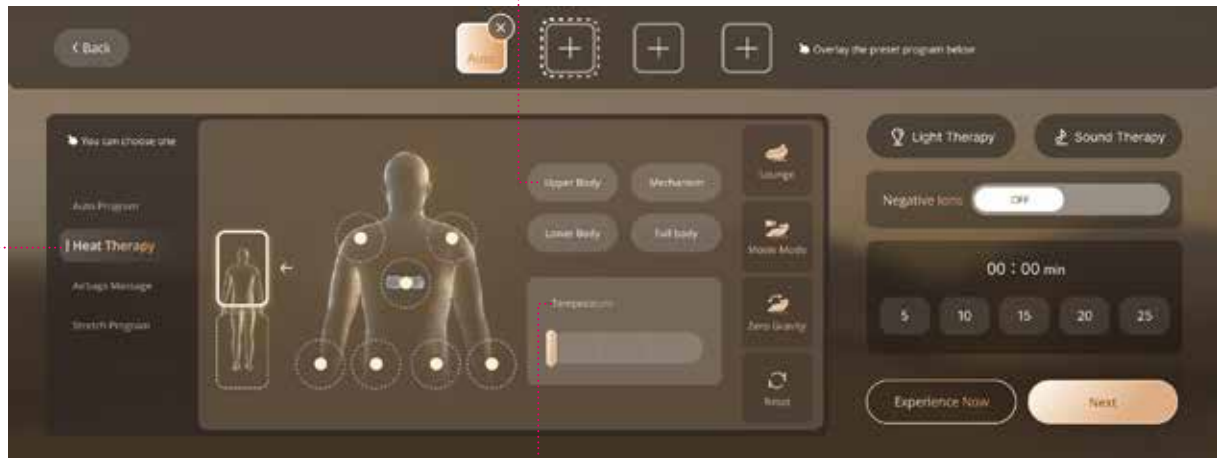 < Back
Auto
Overlay the preset program below
You can choose one
Auto Program
Heat Therapy
Airbags Massage
Stretch Program
Upper Body
Mechanism
Lower Body
Full body
Temperature
Lounge
Movie Mode
Zero Gravity
Reset
Light Therapy
Sound Therapy
Negative Ions
OFF
00 : 00 min
5 10 15 20 25
Experience Now
Next